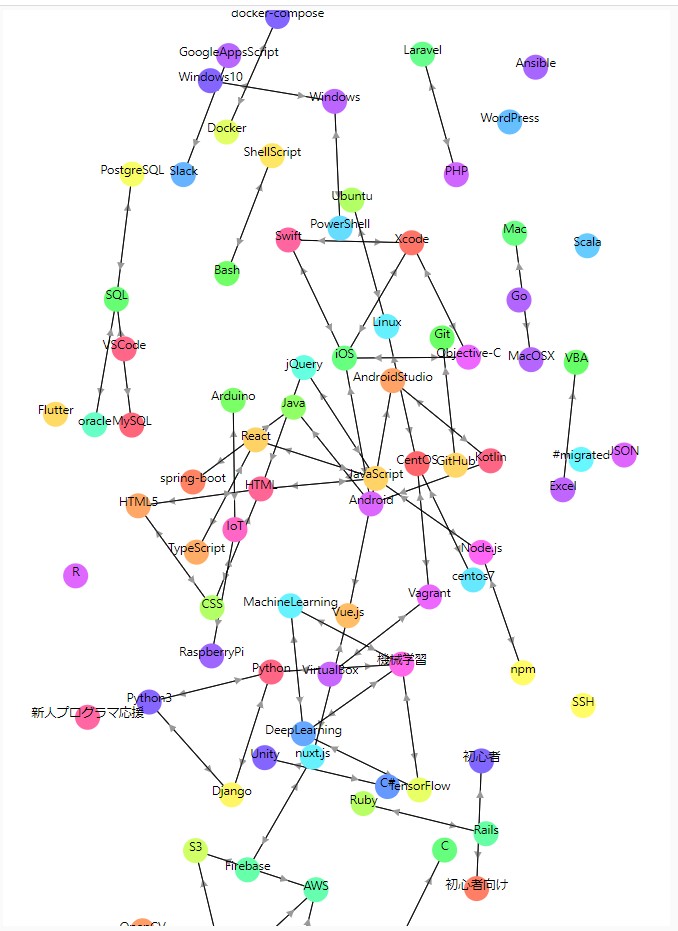 docker-compose
GoogleAppsScript
Laravel
Ansible
Windows10
Windows
WordPress
Docker
ShellScript
PostgreSQL
Slack
PHP
Ubuntu
PowerShell
Swift
Xcode
Mac
Scala
Bash
SQL
Go
Linux
Git
VSCode
iOS
Objective-C
MacOSX
VBA
jQuery
AndroidStudio
Arduino
Java
Flutter
oracle
MySQL
React
#migrated
JSON
spring-boot
JavaScript
CentOS
GitHub
Kotlin
HTML
Excel
HTML5
Android
IoT
TypeScript
Node.js
R
centos7
CSS
MachineLearning
Vue.js
Vagrant
RaspberryPi
Python
VirtualBox
機械学習
npm
Python3
新人プログラマ応援
SSH
DeepLearning
Unity
nuxt.js
初心者
Django
C#
TensorFlow
Ruby
Rails
S3
C
Firebase
AWS
初心者向け
OpenCV